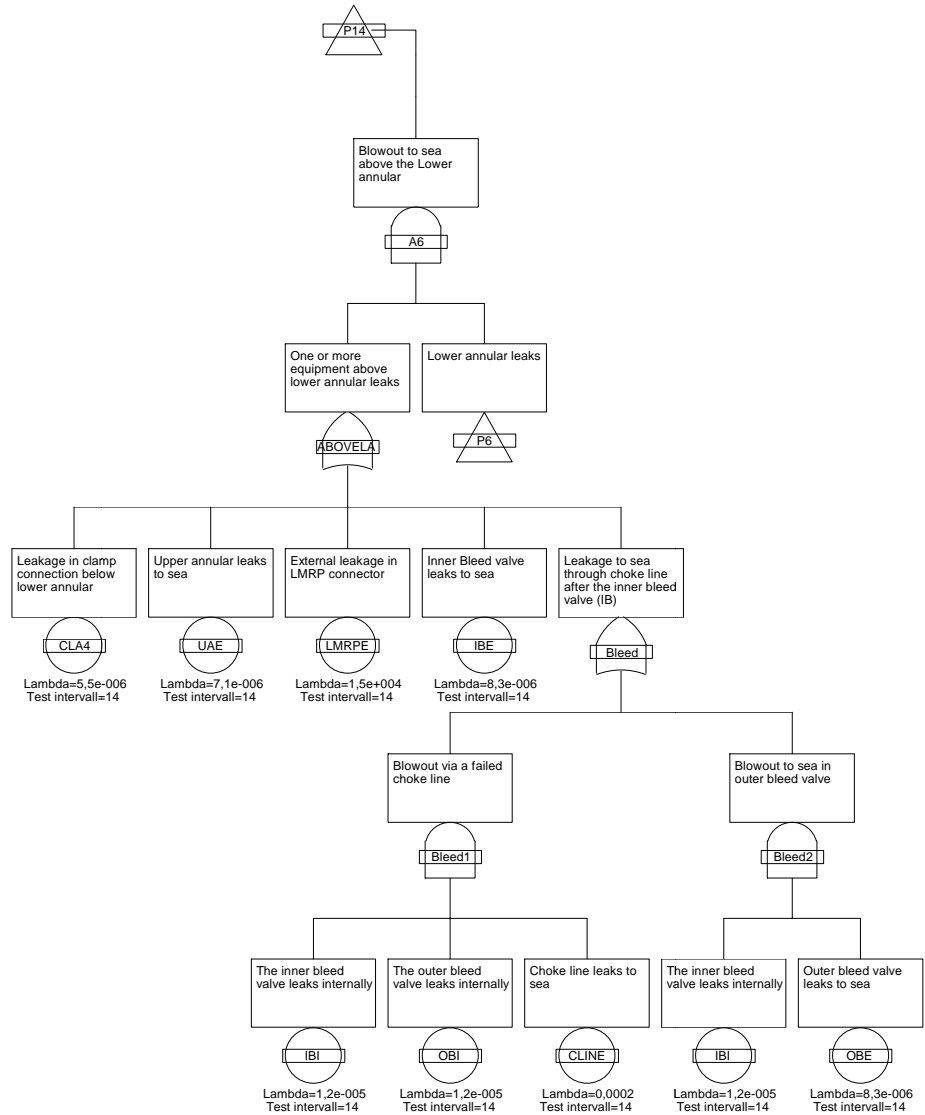 P14
Blowout to sea
above the Lower
annular
A6
One or more
equipment above
lower annular leaks
Lower annular leaks
ABOVELA
P6
Leakage in clamp
connection below
lower annular
Upper annular leaks
to sea
External leakage in
LMRP connector
Inner Bleed valve
leaks to sea
Leakage to sea
through choke line
after the inner bleed
valve (IB)
CLA4
UAE
LMRPE
IBE
Bleed
Lambda=5,5e-006
Test intervall=14
Lambda=7,1e-006
Test intervall=14
Lambda=1,5e+004
Test intervall=14
Lambda=8,3e-006
Test intervall=14
Blowout via a failed
choke line
Blowout to sea in
outer bleed valve
Bleed1
Bleed2
The inner bleed
valve leaks internally
The outer bleed
valve leaks internally
Choke line leaks to
sea
The inner bleed
valve leaks internally
Outer bleed valve
leaks to sea
IBI
OBI
CLINE
IBI
OBE
Lambda=1,2e-005
Test intervall=14
Lambda=1,2e-005
Test intervall=14
Lambda=0,0002
Test intervall=14
Lambda=1,2e-005
Test intervall=14
Lambda=8,3e-006
Test intervall=14